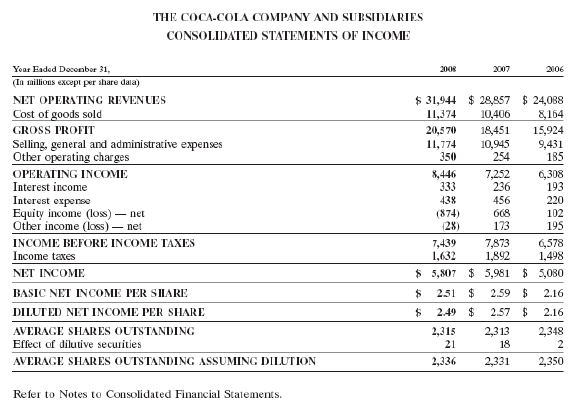 THE COCA-COLA COMPANY AND SUBSIDIARIES
CONSOLIDATED STATEMENTS OF INCOME
Year Ended December 31, 2008 2007 2006
(In millions except per share data)
NET OPERATING REVENUES $ 31,944 $ 28,857 $ 24,088
Cost of goods sold 11,374 10,406 8,164
GROSS PROFIT 20,570 18,451 15,924
Selling, general and administrative expenses 11,774 10,945 9,431
Other operating charges 350 254 185
OPERATING INCOME 8,446 7,252 6,308
Interest income 333 236 193
Interest expense 438 456 220
Equity income (loss) — net (874) 668 102
Other income (loss) — net (28) 173 195
INCOME BEFORE INCOME TAXES 7,439 7,873 6,578
Income taxes 1,632 1,892 1,498
NET INCOME $ 5,807 $ 5,981 $ 5,080
BASIC NET INCOME PER SHARE $ 2.51 $ 2.59 $ 2.16
DILUTED NET INCOME PER SHARE $ 2.49 $ 2.57 $ 2.16
AVERAGE SHARES OUTSTANDING 2,315 2,313 2,348
Effect of dilutive securities 21 18 2
AVERAGE SHARES OUTSTANDING ASSUMING DILUTION 2,336 2,331 2,350
Refer to Notes to Consolidated Financial Statements.